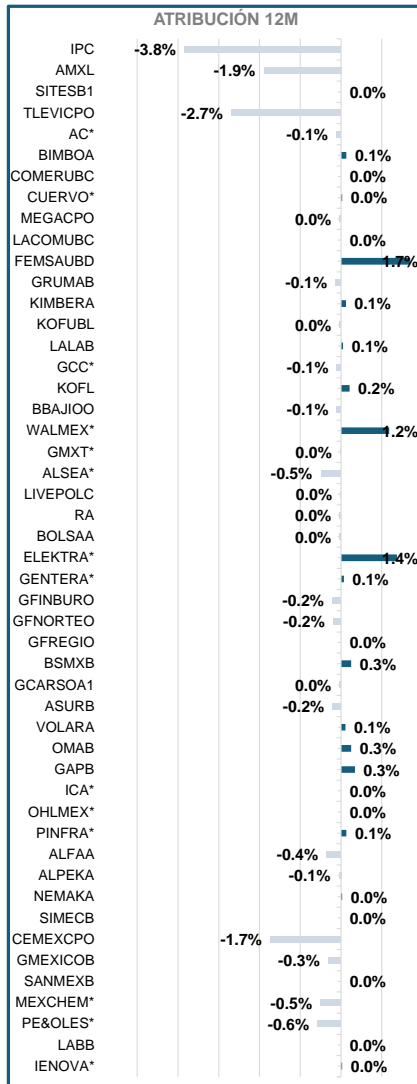 ATRIBUCIÓN 12M
IPC -3.8%
AMXL -1.9%
SITESB1 0.0%
TLEVICPO -2.7%
AC* -0.1%
BIMBOA 0.1%
COMERUBC 0.0%
CUERVO* 0.0%
MEGACPO 0.0%
LACOMUBC 0.0%
FEMSAUBD 1.7%
GRUMAB -0.1%
KIMBERA 0.1%
KOFUBL 0.0%
LALAB 0.1%
GCC* -0.1%
KOFL 0.2%
BBAJIOO -0.1%
WALMEX* 1.2%
GMXT* 0.0%
ALSEA* -0.5%
LIVEPOLC 0.0%
RA 0.0%
BOLSAA 0.0%
ELEKTRA* 1.4%
GENTERA* 0.1%
GFINBURO -0.2%
GFNORTEO -0.2%
GFREGIO 0.0%
BSMXB 0.3%
GCARSOA1 0.0%
ASURB -0.2%
VOLARA 0.1%
OMAB 0.3%
GAPB 0.3%
ICA* 0.0%
OHLMEX* 0.0%
PINFRA* 0.1%
ALFAA -0.4%
ALPEKA -0.1%
NEMAKA 0.0%
SIMECB 0.0%
CEMEXCPO -1.7%
GMEXICOB -0.3%
SANMEXB 0.0%
MEXCHEM* -0.5%
PE&OLES* -0.6%
LABB 0.0%
IENOVA* 0.0%